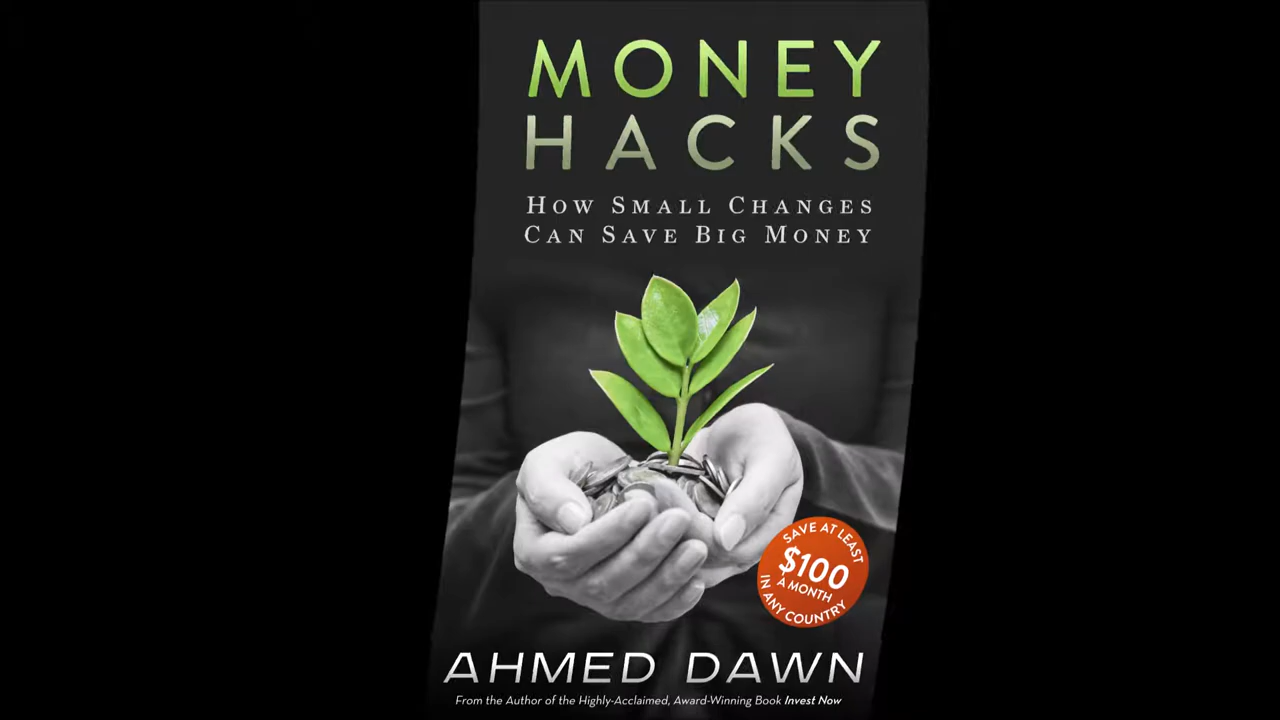 MONEY
HACKS
HOW SMALL CHANGES
CAN SAVE BIG MONEY
SAVE AT LEAST
$100
A MONTH
IN ANY COUNTRY
AHMED DAWN
From the Author of the Highly-Acclaimed, Award-Winning Book Invest Now